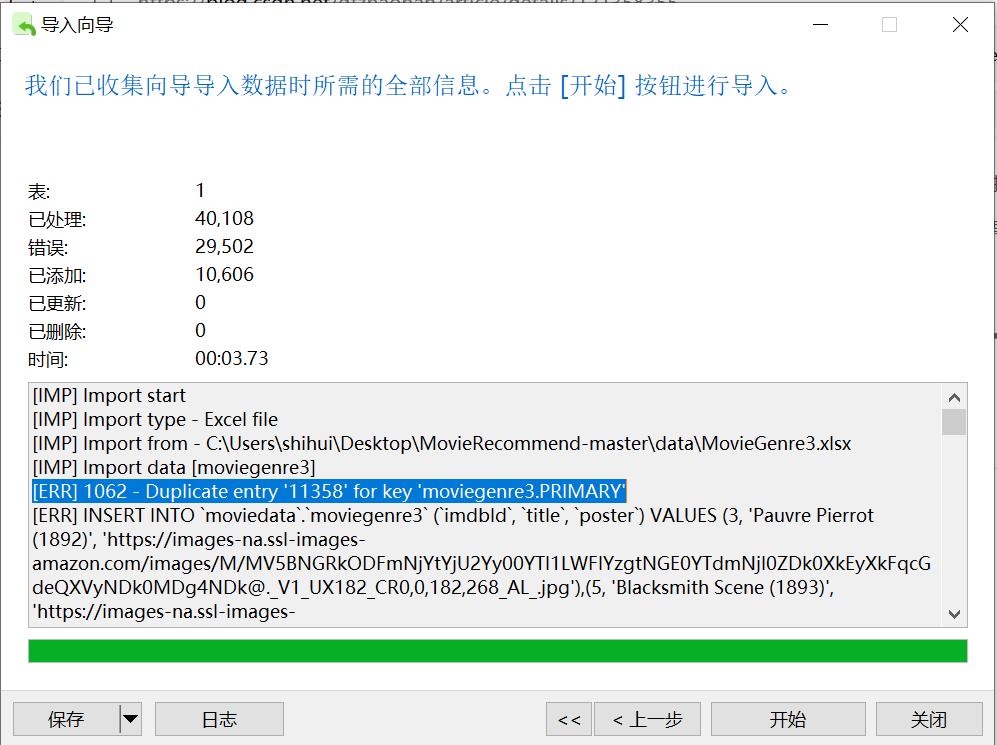 导入向导
我们已收集向导导入数据时所需的全部信息。点击 [开始] 按钮进行导入。
表: 1
已处理: 40,108
错误: 29,502
已添加: 10,606
已更新: 0
已删除: 0
时间: 00:03.73
[IMP] Import start
[IMP] Import type - Excel file
[IMP] Import from - C:\Users\shihui\Desktop\MovieRecommend-master\data\MovieGenre3.xlsx
[IMP] Import data [moviegenre3]
[ERR] 1062 - Duplicate entry '11358' for key 'moviegenre3.PRIMARY'
[ERR] INSERT INTO `moviedata`.`moviegenre3` (`imdbId`, `title`, `poster`) VALUES (3, 'Pauvre Pierrot
(1892)', 'https://images-na.ssl-images-
amazon.com/images/M/MV5BNGRkODFmNjYtYjU2Yy00YTI1LWFlYzgtNGE0YTdmNjI0ZDk0XkEyXkFqcG
deQXVyNDk0MDg4NDk@._V1_UX182_CR0,0,182,268_AL_.jpg'),(5, 'Blacksmith Scene (1893)',
'https://images-na.ssl-images-
保存 日志 << < 上一步 开始 关闭